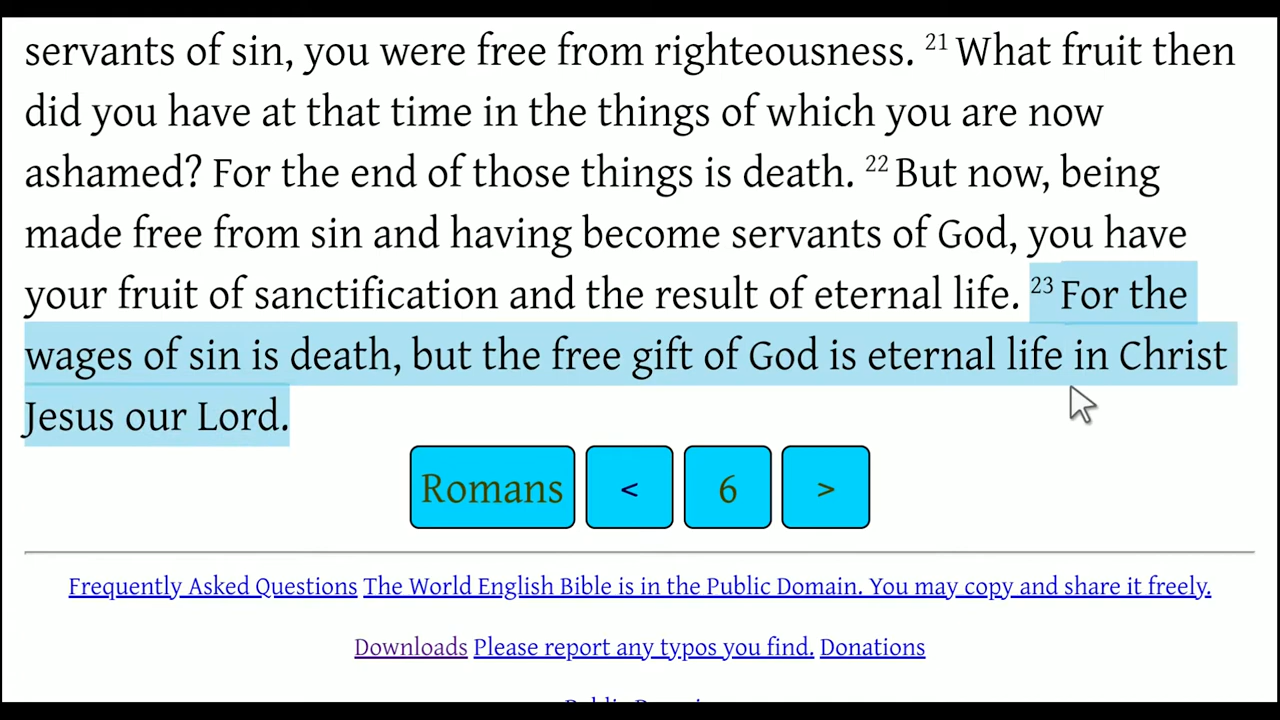 servants of sin, you were free from righteousness. 21 What fruit then
did you have at that time in the things of which you are now
ashamed? For the end of those things is death. 22 But now, being
made free from sin and having become servants of God, you have
your fruit of sanctification and the result of eternal life. 23 For the
wages of sin is death, but the free gift of God is eternal life in Christ
Jesus our Lord.
Romans < 6 >
Frequently Asked Questions The World English Bible is in the Public Domain. You may copy and share it freely.
Downloads Please report any typos you find. Donations